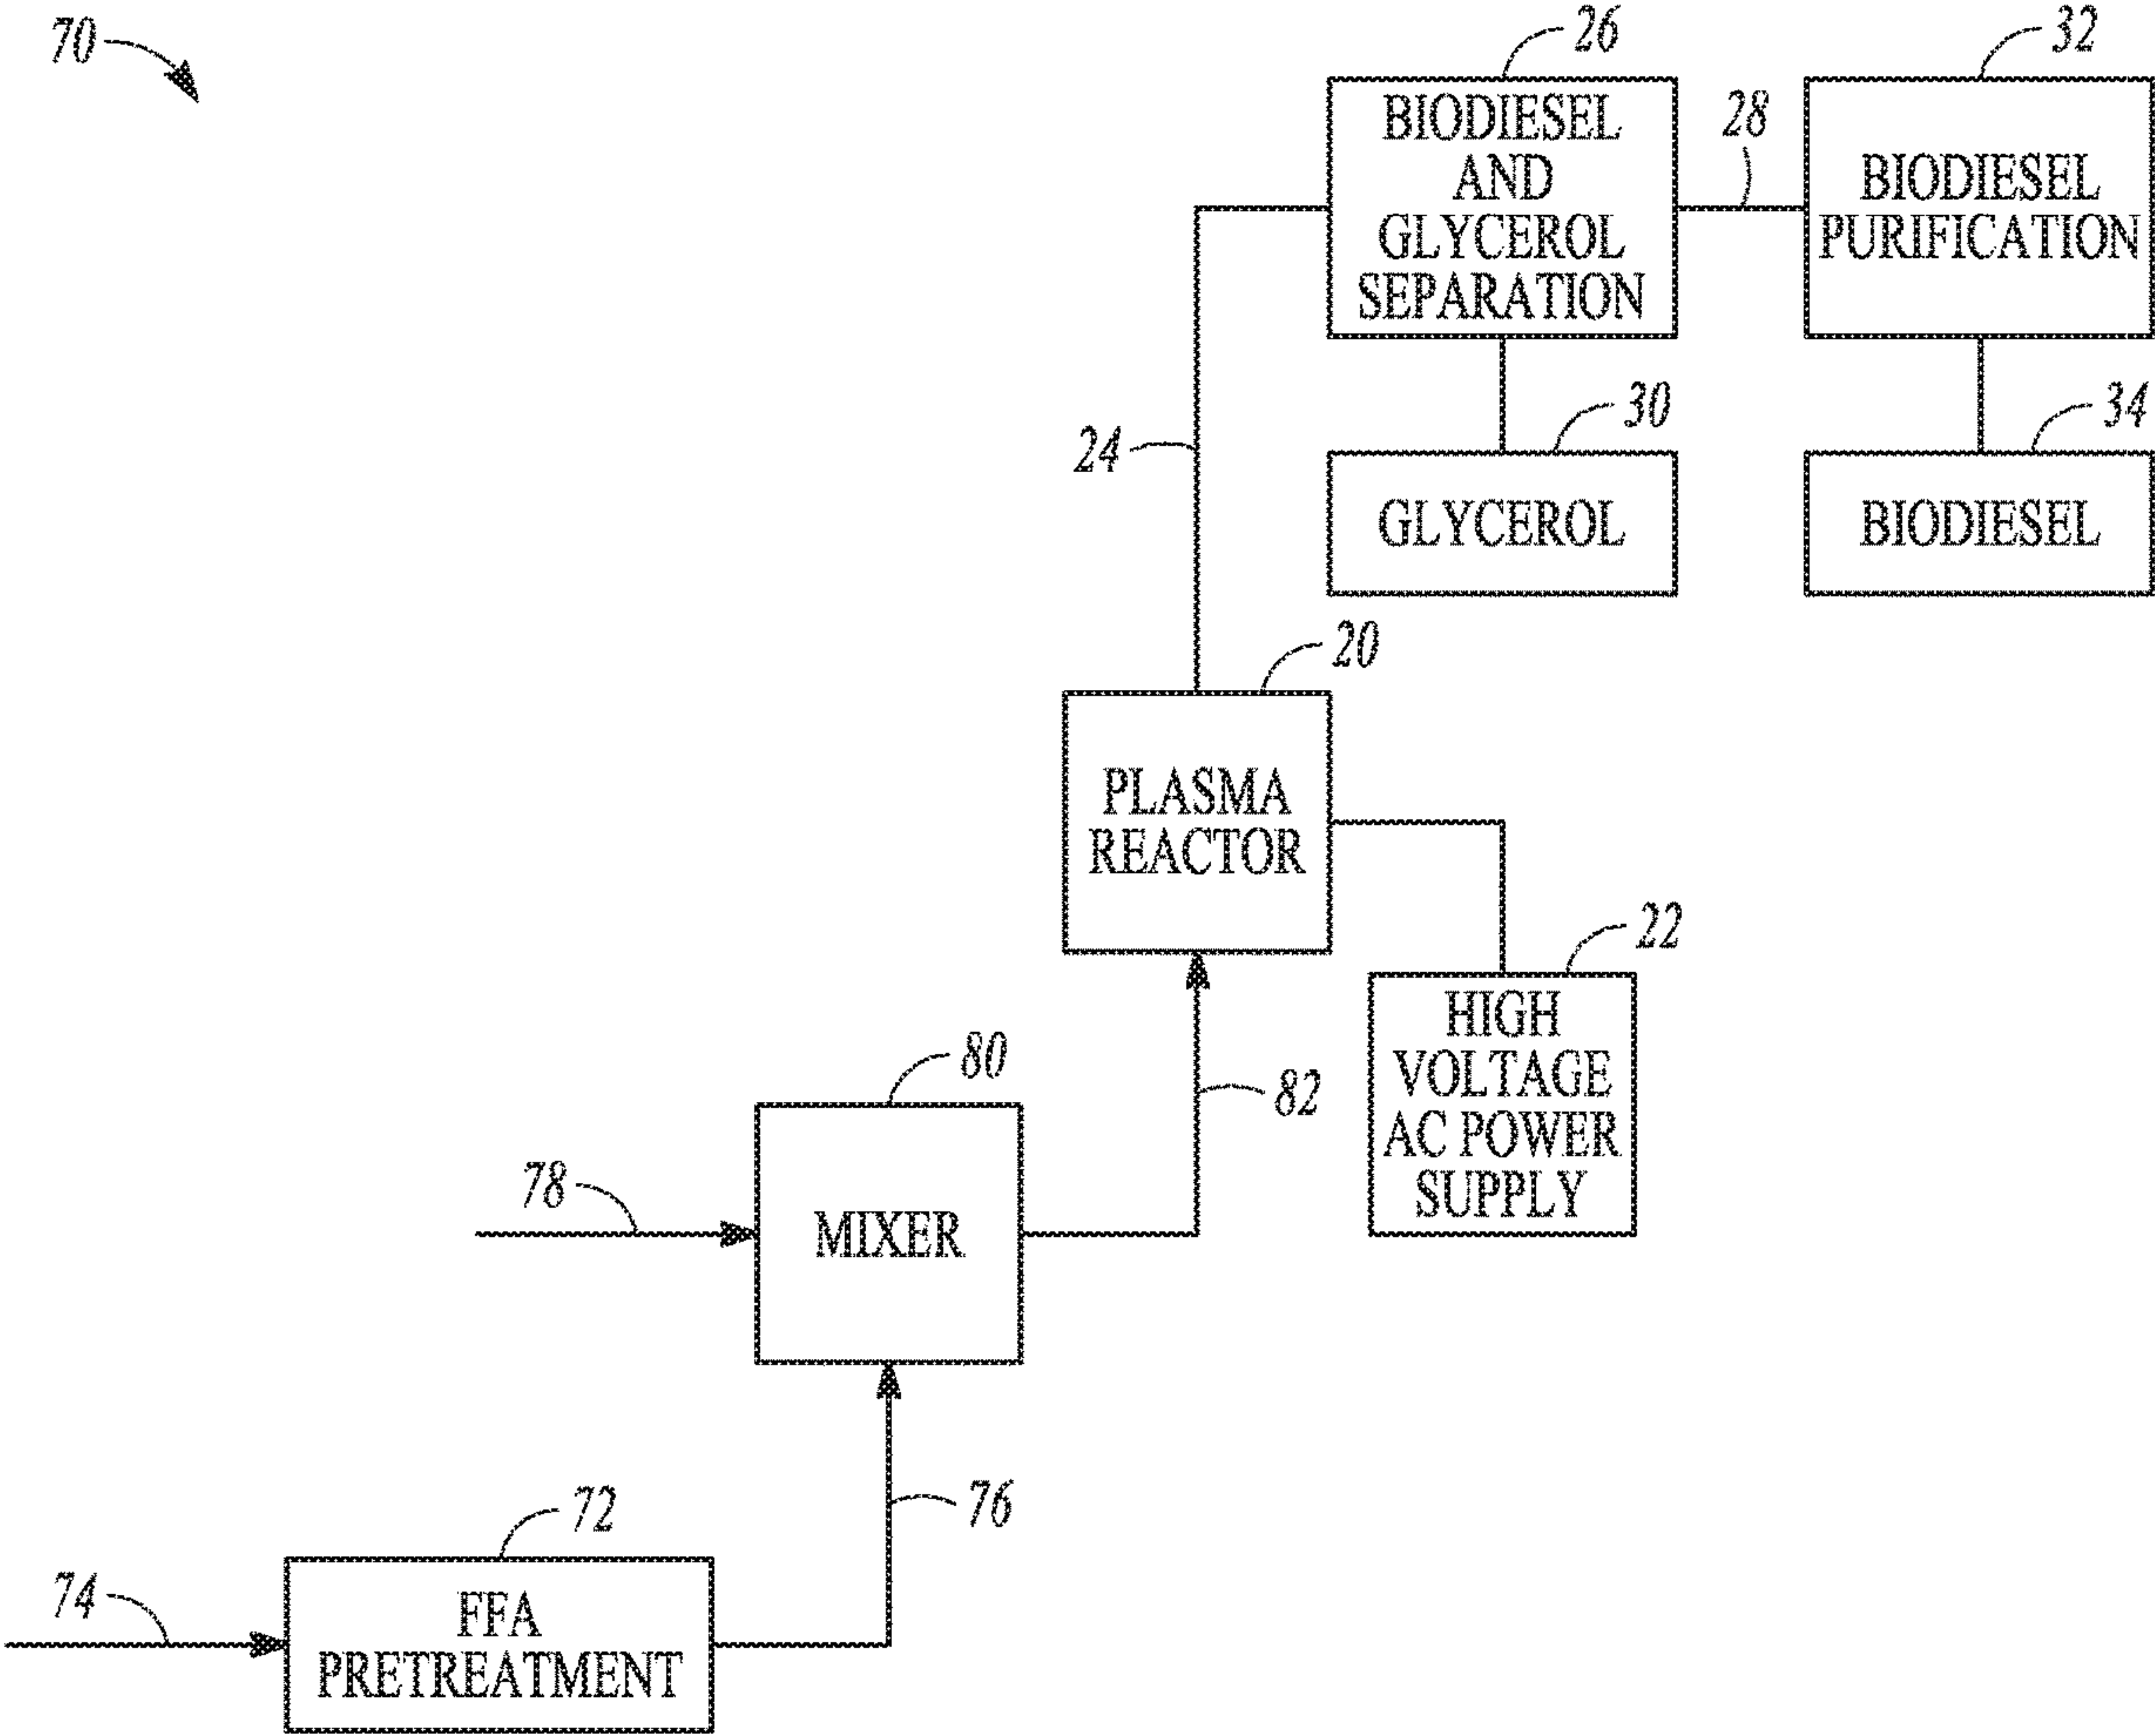 70
26
32
BIODIESEL
AND
GLYCEROL
SEPARATION
28
BIODIESEL
PURIFICATION
24
30
34
GLYCEROL
BIODIESEL
20
PLASMA
REACTOR
22
HIGH
VOLTAGE
AC POWER
SUPPLY
80
82
78
MIXER
76
72
74
FFA
PRETREATMENT